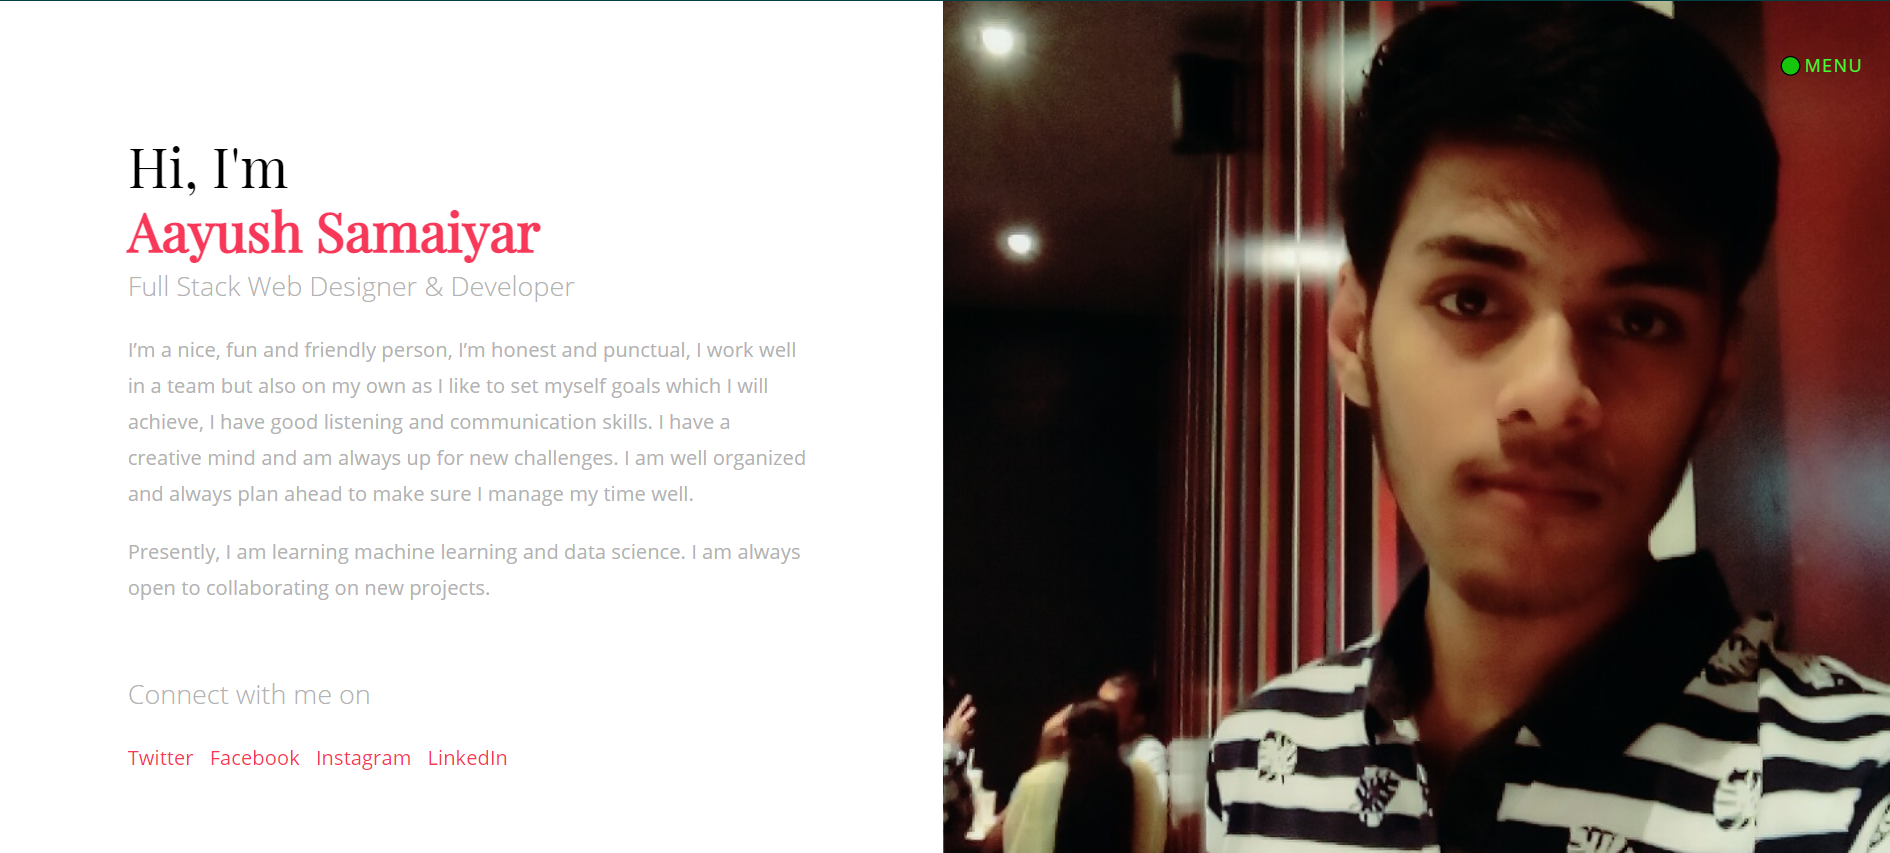 MENU
Hi, I'm
Aayush Samaiyar
Full Stack Web Designer & Developer
I’m a nice, fun and friendly person, I’m honest and punctual, I work well
in a team but also on my own as I like to set myself goals which I will
achieve, I have good listening and communication skills. I have a
creative mind and am always up for new challenges. I am well organized
and always plan ahead to make sure I manage my time well.
Presently, I am learning machine learning and data science. I am always
open to collaborating on new projects.
Connect with me on
Twitter Facebook Instagram LinkedIn